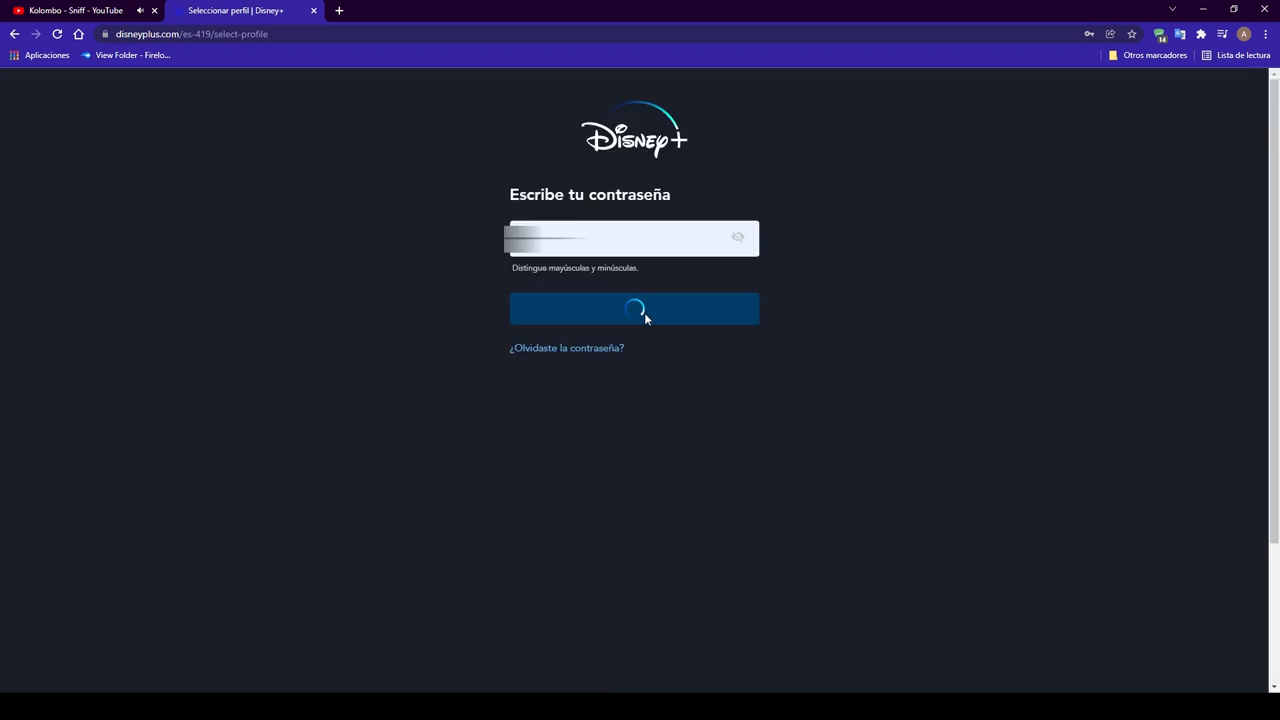 Kolombo - Sniff - YouTube
Seleccionar perfil | Disney+
disneyplus.com/es-419/select-profile
14
A
Aplicaciones
View Folder - Firelo...
Otros marcadores
Lista de lectura
Disney+
Escribe tu contraseña
Distingue mayúsculas y minúsculas.
¿Olvidaste la contraseña?